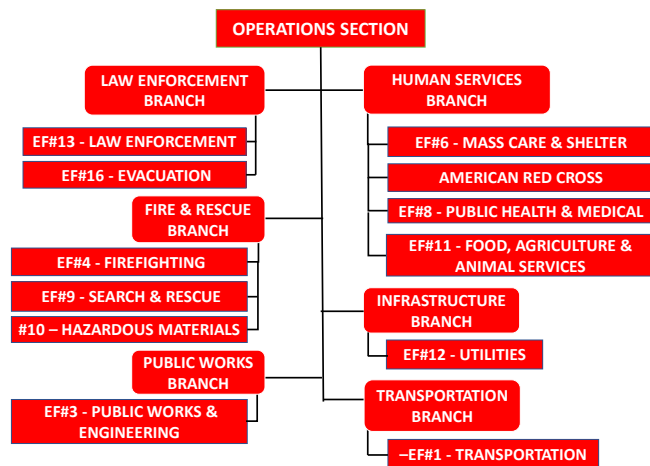 OPERATIONS SECTION
LAW ENFORCEMENT
BRANCH
EF#13 - LAW ENFORCEMENT
EF#16 - EVACUATION
FIRE & RESCUE
BRANCH
EF#4 - FIREFIGHTING
EF#9 - SEARCH & RESCUE
#10 – HAZARDOUS MATERIALS
PUBLIC WORKS
BRANCH
EF#3 - PUBLIC WORKS &
ENGINEERING
HUMAN SERVICES
BRANCH
EF#6 - MASS CARE & SHELTER
AMERICAN RED CROSS
EF#8 - PUBLIC HEALTH & MEDICAL
EF#11 - FOOD, AGRICULTURE &
ANIMAL SERVICES
INFRASTRUCTURE
BRANCH
EF#12 - UTILITIES
TRANSPORTATION
BRANCH
–EF#1 - TRANSPORTATION